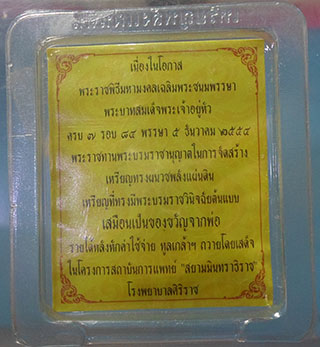 เนื่องในโอกาส
พระราชพิธีมหามงคลเฉลิมพระชนมพรรษา
พระบาทสมเด็จพระเจ้าอยู่หัว
ครบ ๗ รอบ ๘๔ พรรษา ๕ ธันวาคม ๒๕๕๔
พระราชทานพระบรมราชานุญาตในการจัดสร้าง
เหรียญทรงผนวชพลังแผ่นดิน
เหรียญที่ทรงมีพระบรมราชวินิจฉัยต้นแบบ
เสมือนเป็นของขวัญจากพ่อ
รายได้หลังหักค่าใช้จ่าย ทูลเกล้าฯ ถวายโดยเสด็จ
ในโครงการสถาบันการแพทย์ "สยามมินทราธิราช"
โรงพยาบาลศิริราช